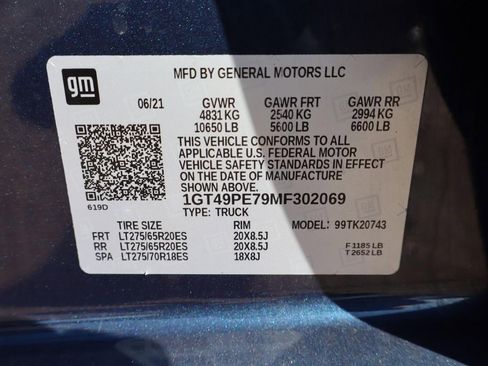 gm
MFD BY GENERAL MOTORS LLC
06/21 GVWR GAWR FRT GAWR RR
4831 KG 2540 KG 2994 KG
10650 LB 5600 LB 6600 LB
THIS VEHICLE CONFORMS TO ALL
APPLICABLE U.S. FEDERAL MOTOR
VEHICLE SAFETY STANDARDS IN EFFECT
ON THE DATE OF MANUFACTURE SHOWN ABOVE.
1GT49PE79MF302069
619D TYPE: TRUCK
TIRE SIZE RIM MODEL: 99TK20743
FRT LT275/65R20ES 20X8.5J F 1185 LB
RR LT275/65R20ES 20X8.5J T 2652 LB
SPA LT275/70R18ES 18X8J